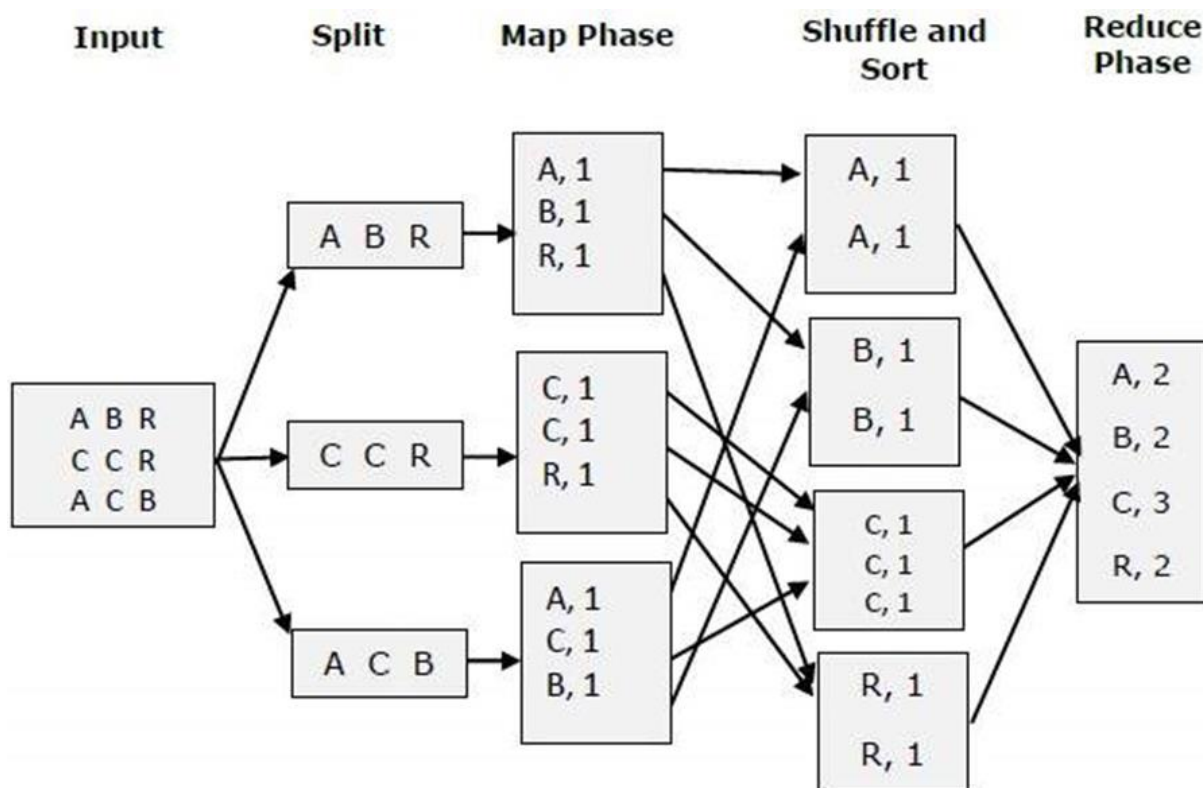 Input
Split
Map Phase
Shuffle and
Sort
Reduce
Phase
A B R
C C R
A C B
A B R
C C R
A C B
A, 1
B, 1
R, 1
C, 1
C, 1
R, 1
A, 1
C, 1
B, 1
A, 1
A, 1
B, 1
B, 1
C, 1
C, 1
C, 1
R, 1
R, 1
A, 2
B, 2
C, 3
R, 2